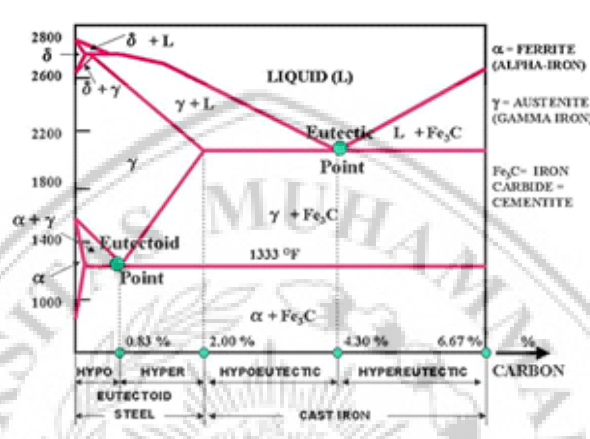 2800
δ
2600
2200
1800
1400
α + γ
α
1000
δ + L
δ + γ
LIQUID (L)
γ + L
Eutectic
Point
L + Fe₃C
γ
γ + Fe₃C
Eutectoid
Point
1333 °F
α + Fe₃C
0.83 %
2.00 %
4.30 %
6.67 %
%
CARBON
HYPO
HYPER
HYPOEUTECTIC
HYPEREUTECTIC
EUTECTOID
STEEL
CAST IRON
α = FERRITE
(ALPHA-IRON)
γ = AUSTENITE
(GAMMA IRON)
Fe₃C= IRON
CARBIDE =
CEMENTITE
MUHAMM